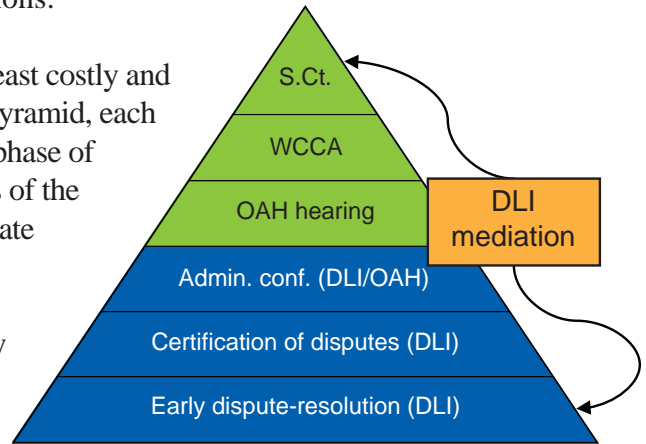 east costly and
yramid, each
phase of
of the
ate
y
S.Ct.
WCCA
OAH hearing
DLI
mediation
Admin. conf. (DLI/OAH)
Certification of disputes (DLI)
Early dispute-resolution (DLI)